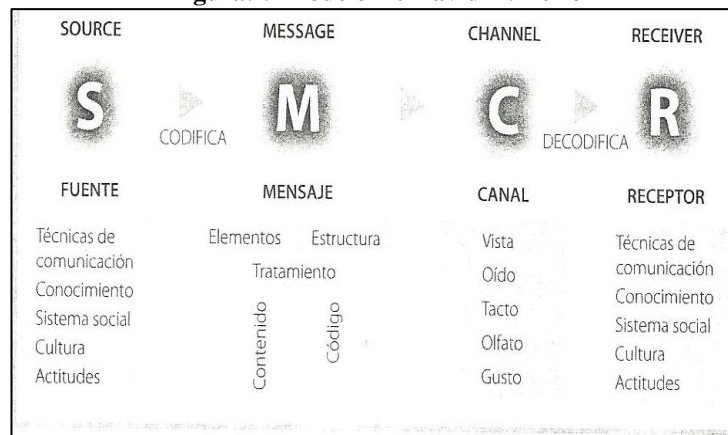 SOURCE MESSAGE CHANNEL RECEIVER
S M C R
CODIFICA DECODIFICA
FUENTE MENSAJE CANAL RECEPTOR
Técnicas de
comunicación
Conocimiento
Sistema social
Cultura
Actitudes
Elementos Estructura
Tratamiento
Contenido
Código
Vista
Oído
Tacto
Olfato
Gusto
Técnicas de
comunicación
Conocimiento
Sistema social
Cultura
Actitudes